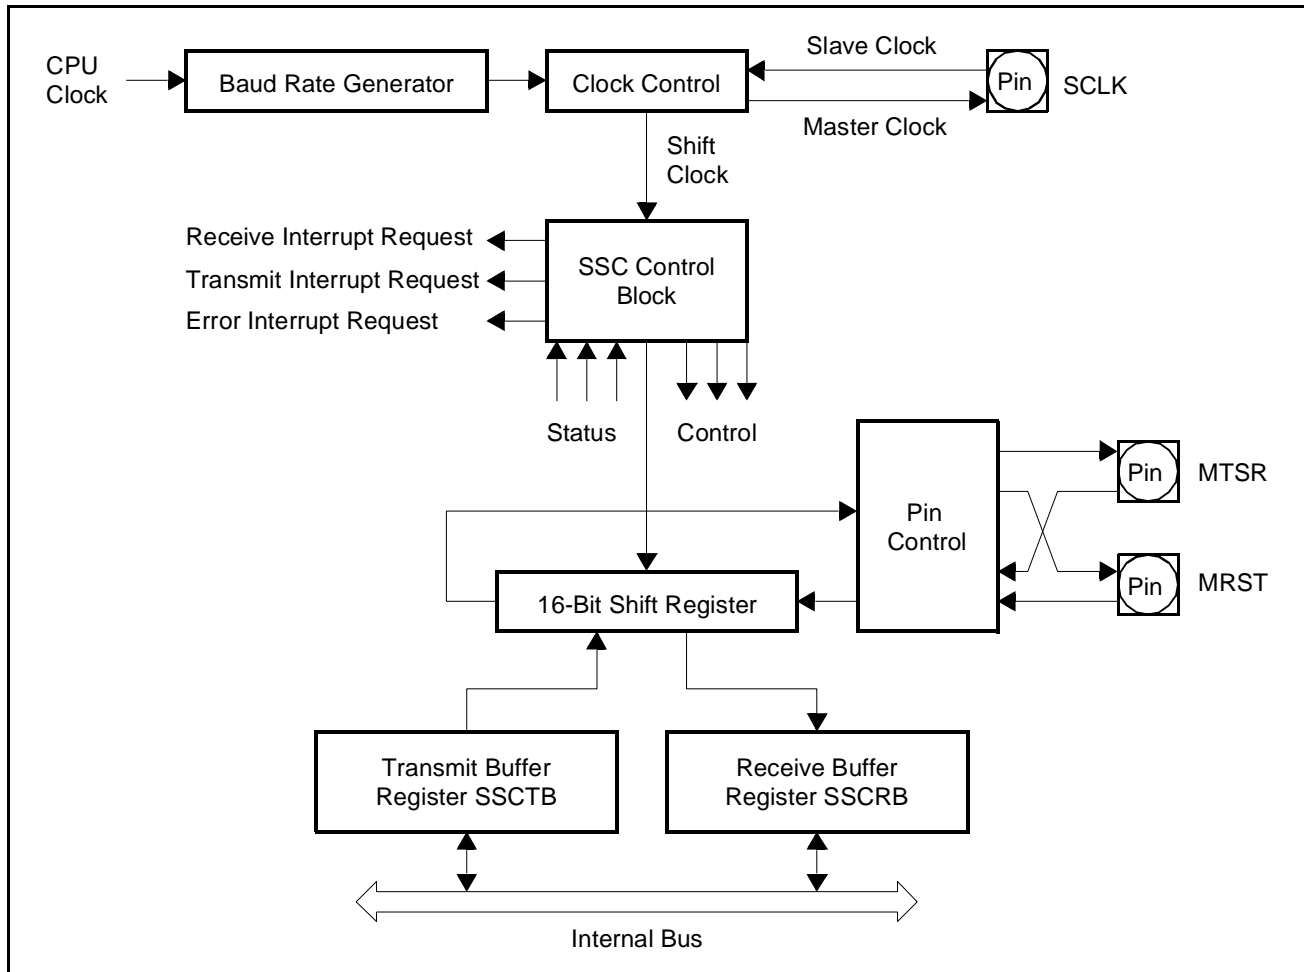 CPU
Clock
Baud Rate Generator
Clock Control
Slave Clock
Master Clock
Pin
SCLK
Shift
Clock
Receive Interrupt Request
Transmit Interrupt Request
Error Interrupt Request
SSC Control
Block
Status
Control
Pin
Control
Pin
MTSR
Pin
MRST
16-Bit Shift Register
Transmit Buffer
Register SSCTB
Receive Buffer
Register SSCRB
Internal Bus